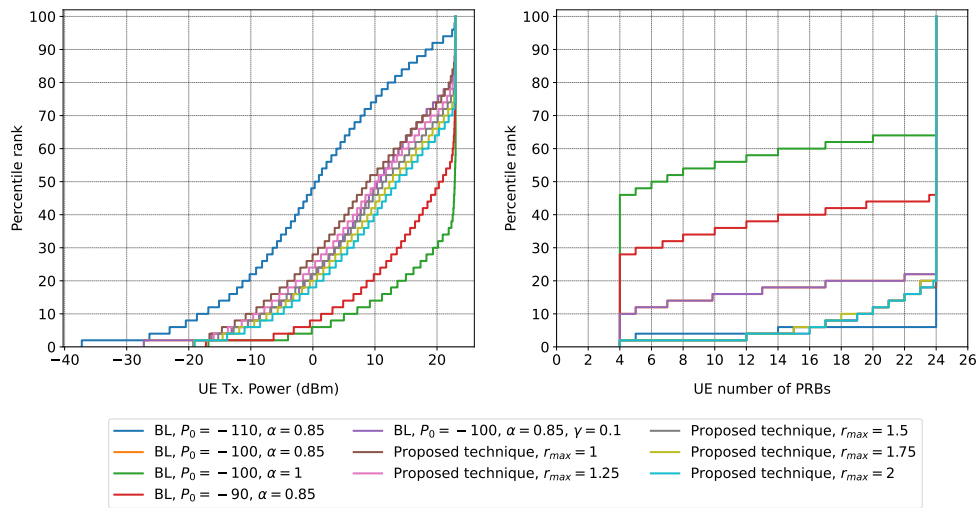 100
90
80
70
60
50
40
30
20
10
0
Percentile rank
−40 −30 −20 −10 0 10 20
UE Tx. Power (dBm)
100
90
80
70
60
50
40
30
20
10
0
Percentile rank
0 2 4 6 8 10 12 14 16 18 20 22 24 26
UE number of PRBs
BL, P₀ = −110, α = 0.85
BL, P₀ = −100, α = 0.85
BL, P₀ = −100, α = 1
BL, P₀ = −90, α = 0.85
BL, P₀ = −100, α = 0.85, γ = 0.1
Proposed technique, rₘₐₓ = 1
Proposed technique, rₘₐₓ = 1.25
Proposed technique, rₘₐₓ = 1.5
Proposed technique, rₘₐₓ = 1.75
Proposed technique, rₘₐₓ = 2